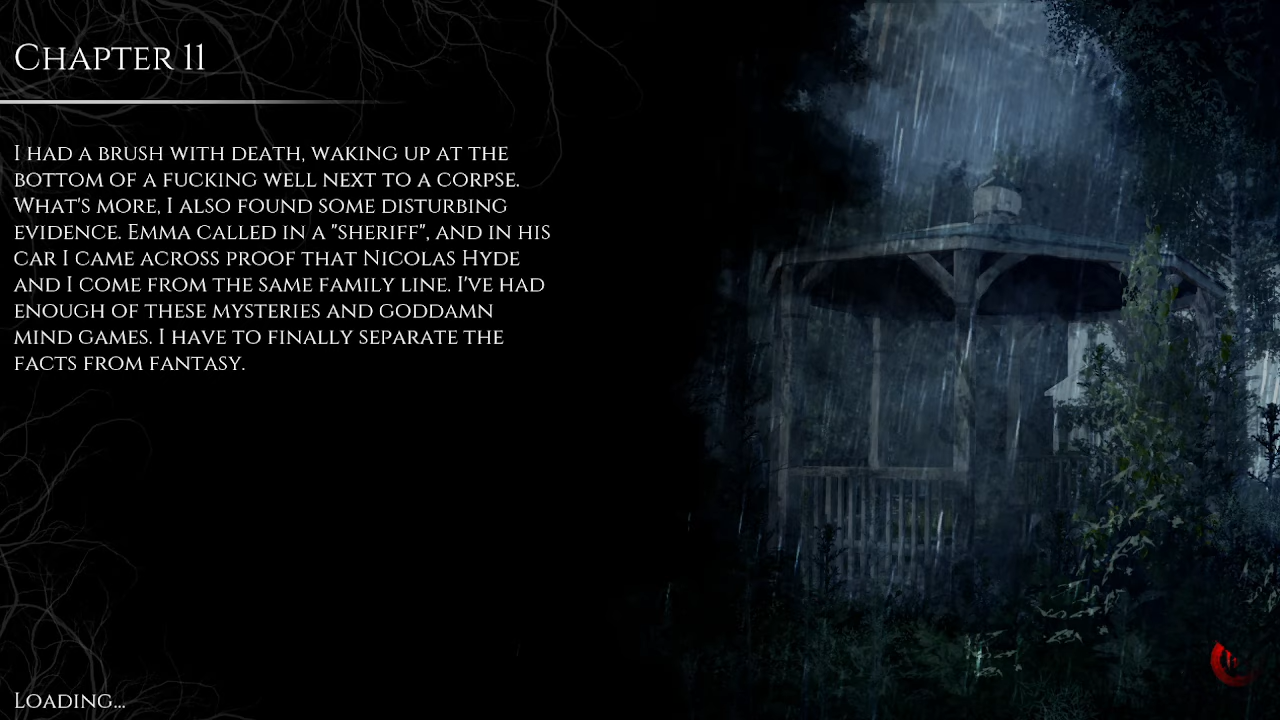 Chapter 11
I had a brush with death, waking up at the
bottom of a fucking well next to a corpse.
What's more, I also found some disturbing
evidence. Emma called in a "sheriff", and in his
car I came across proof that Nicolas Hyde
and I come from the same family line. I've had
enough of these mysteries and goddamn
mind games. I have to finally separate the
facts from fantasy.
Loading...